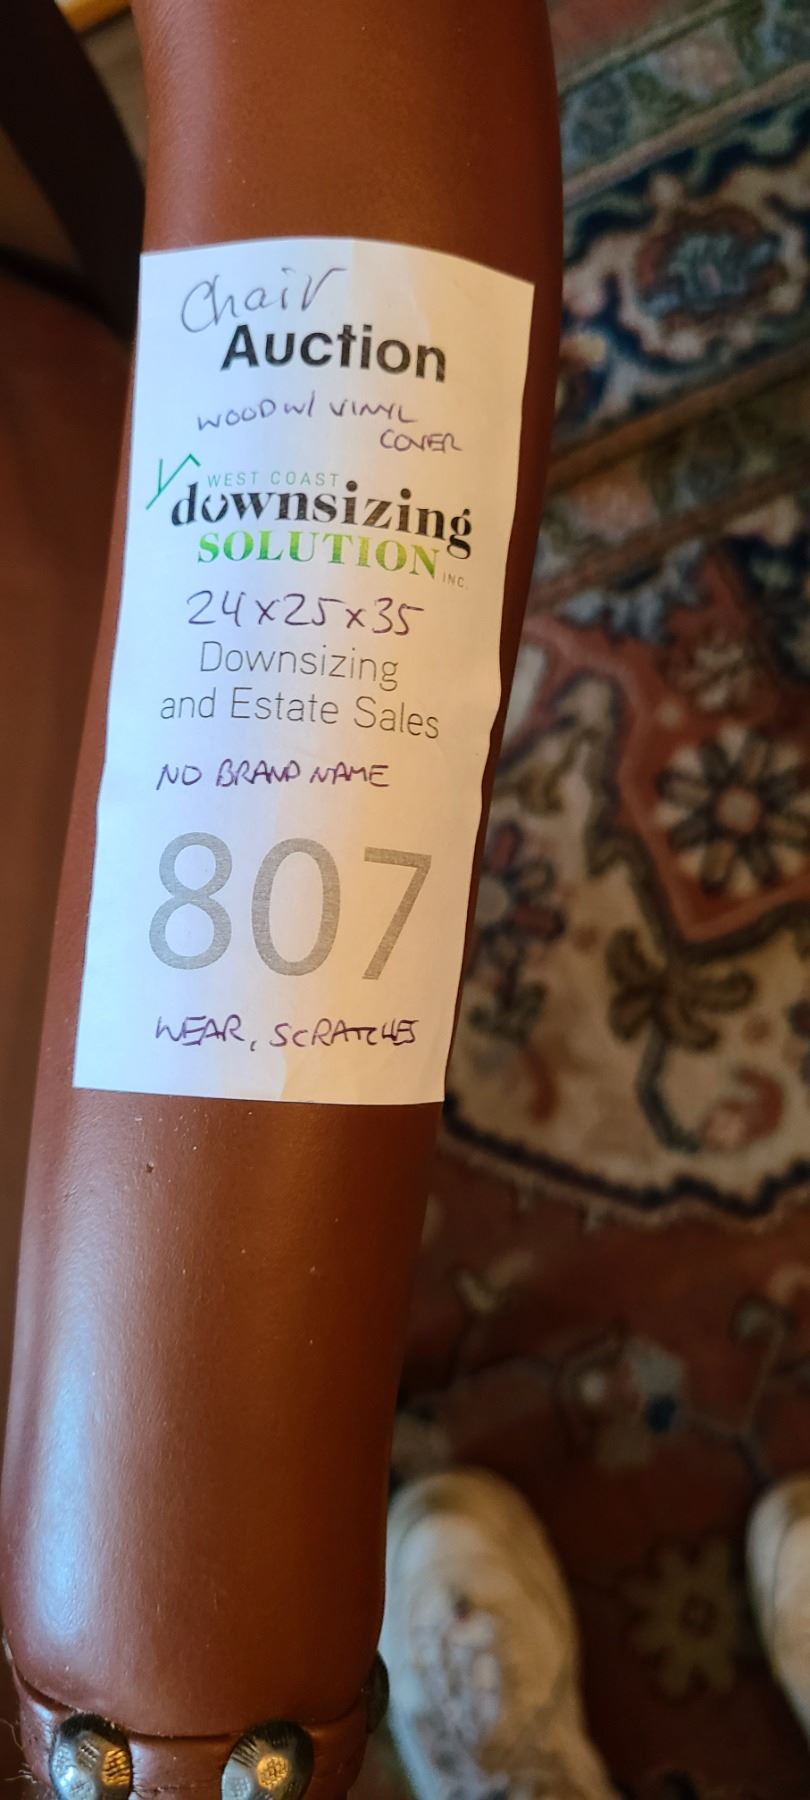 Chair
Auction
WOOD W/ VINYL
COVER
WEST COAST
downsizing
SOLUTION INC.
24x25x35
Downsizing
and Estate Sales
NO BRAND NAME
807
WEAR, SCRATCHES